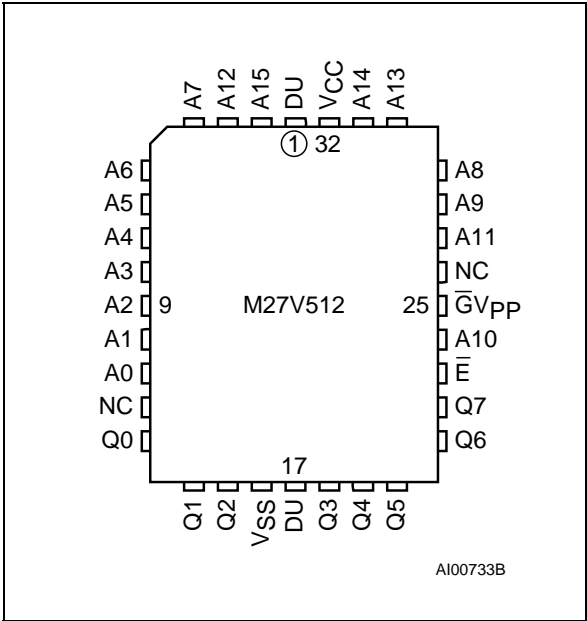 A7 A12 A15 DU VCC A14 A13
1 32
A6 A8
A5 A9
A4 A11
A3 NC
A2 9 M27V512 25 G̅VPP
A1 A10
A0 E̅
NC Q7
Q0 Q6
17
Q1 Q2 VSS DU Q3 Q4 Q5
AI00733B